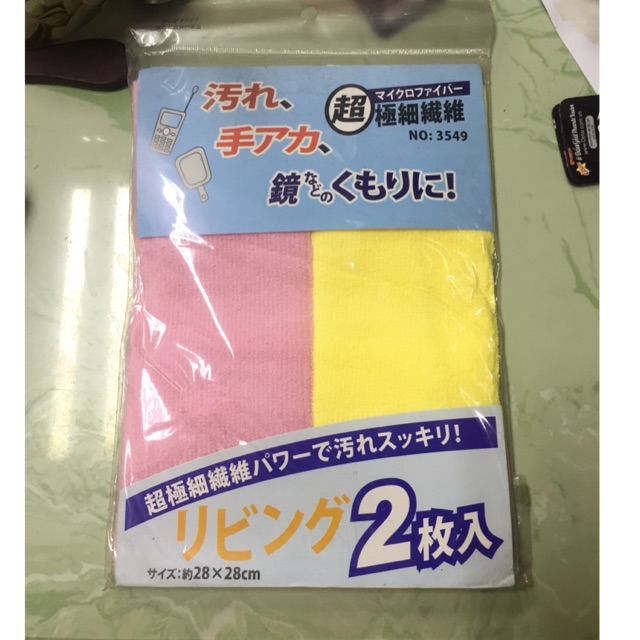 汚れ、
手アカ、
鏡などのくもりに!
超
マイクロファイバー
極細繊維
NO: 3549
超極細繊維パワーで汚れスッキリ!
リビング
2枚入
サイズ:約28×28cm